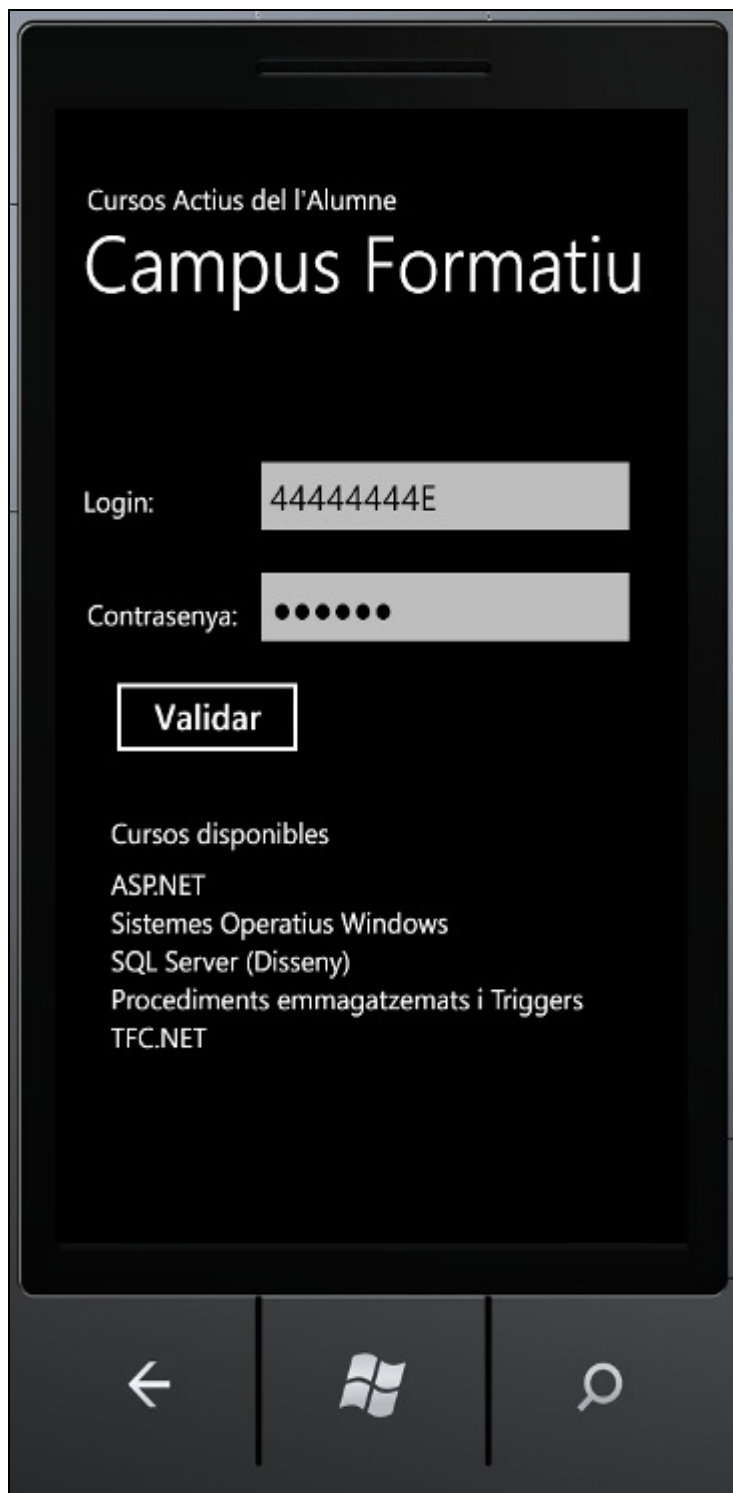 Cursos Actius del l'Alumne
Campus Formatiu
Login: 44444444E
Contrasenya: ●●●●●●
Validar
Cursos disponibles
ASP.NET
Sistemes Operatius Windows
SQL Server (Disseny)
Procediments emmagatzemats i Triggers
TFC.NET